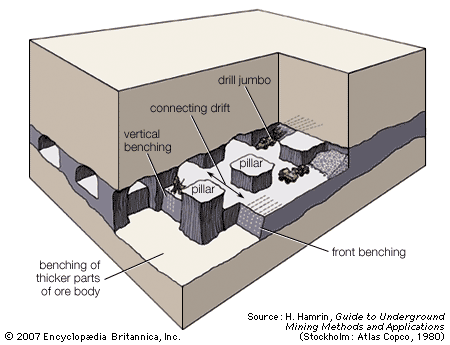 drill jumbo
connecting drift
vertical
benching
pillar
pillar
front benching
benching of
thicker parts
of ore body
Source: H. Hamrin, Guide to Underground
Mining Methods and Applications
(Stockholm: Atlas Copco, 1980)
© 2007 Encyclopædia Britannica, Inc.